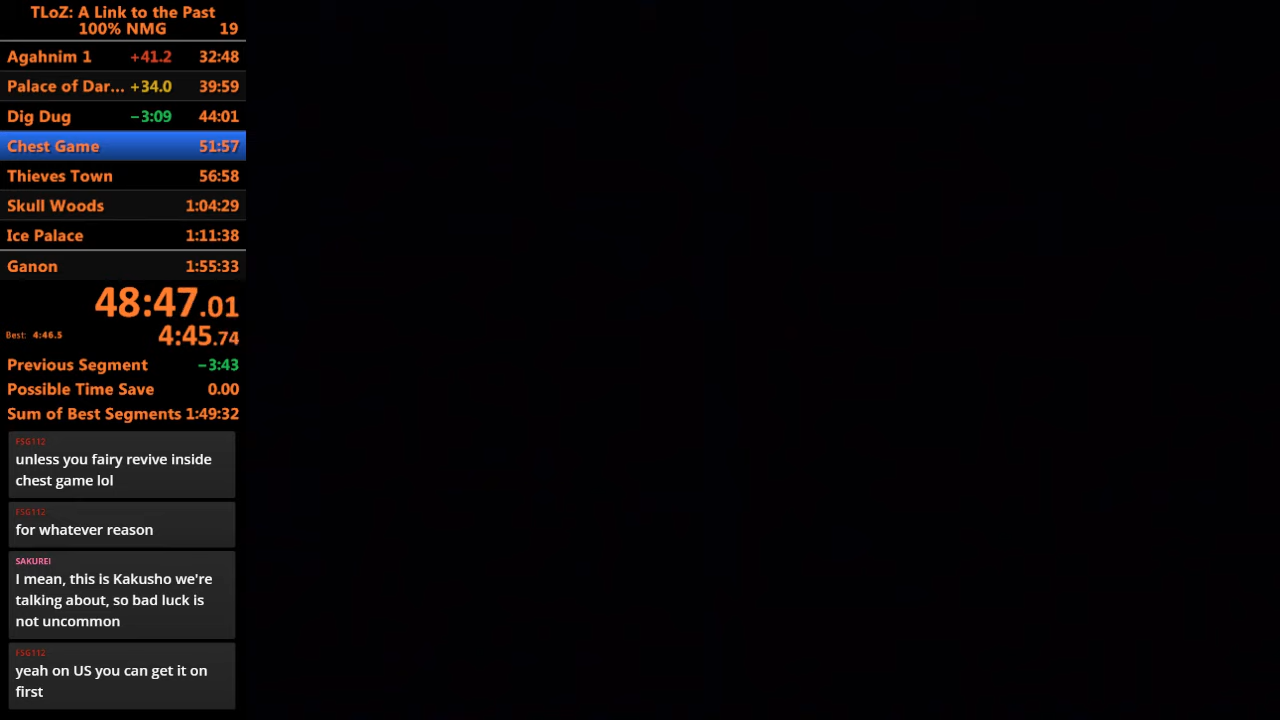 TLoZ: A Link to the Past
100% NMG 19
Agahnim 1 +41.2 32:48
Palace of Dar... +34.0 39:59
Dig Dug −3:09 44:01
Chest Game 51:57
Thieves Town 56:58
Skull Woods 1:04:29
Ice Palace 1:11:38
Ganon 1:55:33
48:47.01
Best: 4:46.5 4:45.74
Previous Segment −3:43
Possible Time Save 0.00
Sum of Best Segments 1:49:32
FSG112
unless you fairy revive inside
chest game lol
FSG112
for whatever reason
SAKUREI
I mean, this is Kakusho we're
talking about, so bad luck is
not uncommon
FSG112
yeah on US you can get it on
first